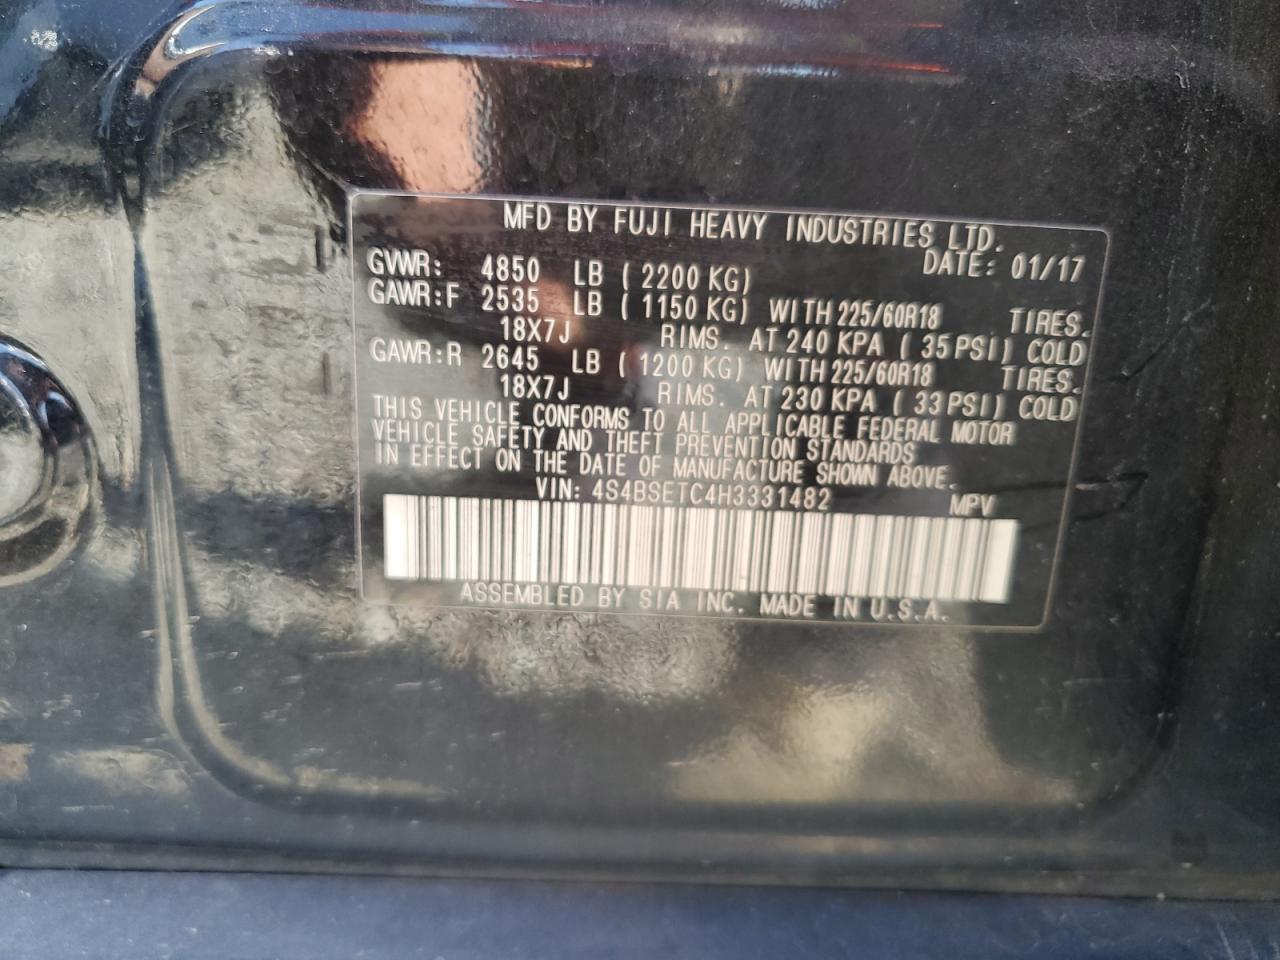 MFD BY FUJI HEAVY INDUSTRIES LTD.
DATE: 01/17
GVWR: 4850 LB ( 2200 KG)
GAWR:F 2535 LB ( 1150 KG) WITH 225/60R18 TIRES.
18X7J RIMS. AT 240 KPA ( 35 PSI) COLD
GAWR:R 2645 LB ( 1200 KG) WITH 225/60R18 TIRES.
18X7J RIMS. AT 230 KPA ( 33 PSI) COLD
THIS VEHICLE CONFORMS TO ALL APPLICABLE FEDERAL MOTOR
VEHICLE SAFETY AND THEFT PREVENTION STANDARDS
IN EFFECT ON THE DATE OF MANUFACTURE SHOWN ABOVE.
VIN: 4S4BSETC4H3331482 MPV
ASSEMBLED BY SIA INC. MADE IN U.S.A.